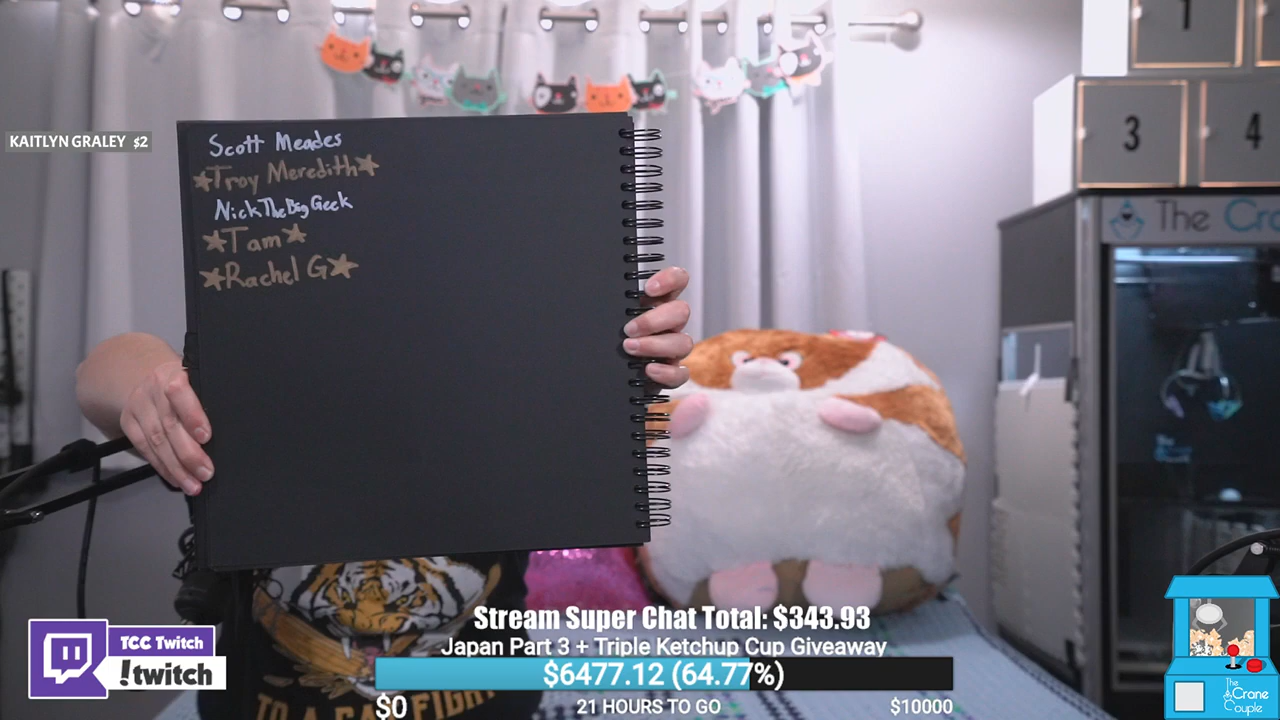 1
3
4
The Cra
KAITLYN GRALEY $2
Scott Meades
Troy Meredith
NickTheBigGeek
Tam
Rachel G
Stream Super Chat Total: $343.93
Japan Part 3 + Triple Ketchup Cup Giveaway
$6477.12 (64.77%)
$0
21 HOURS TO GO
$10000
TCC Twitch
!twitch
The
Crane
Couple